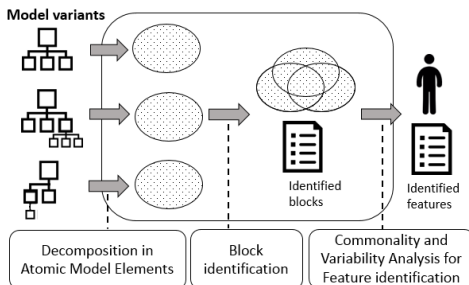 Model variants
Identified
blocks
Identified
features
Decomposition in
Atomic Model Elements
Block
identification
Commonality and
Variability Analysis for
Feature identification